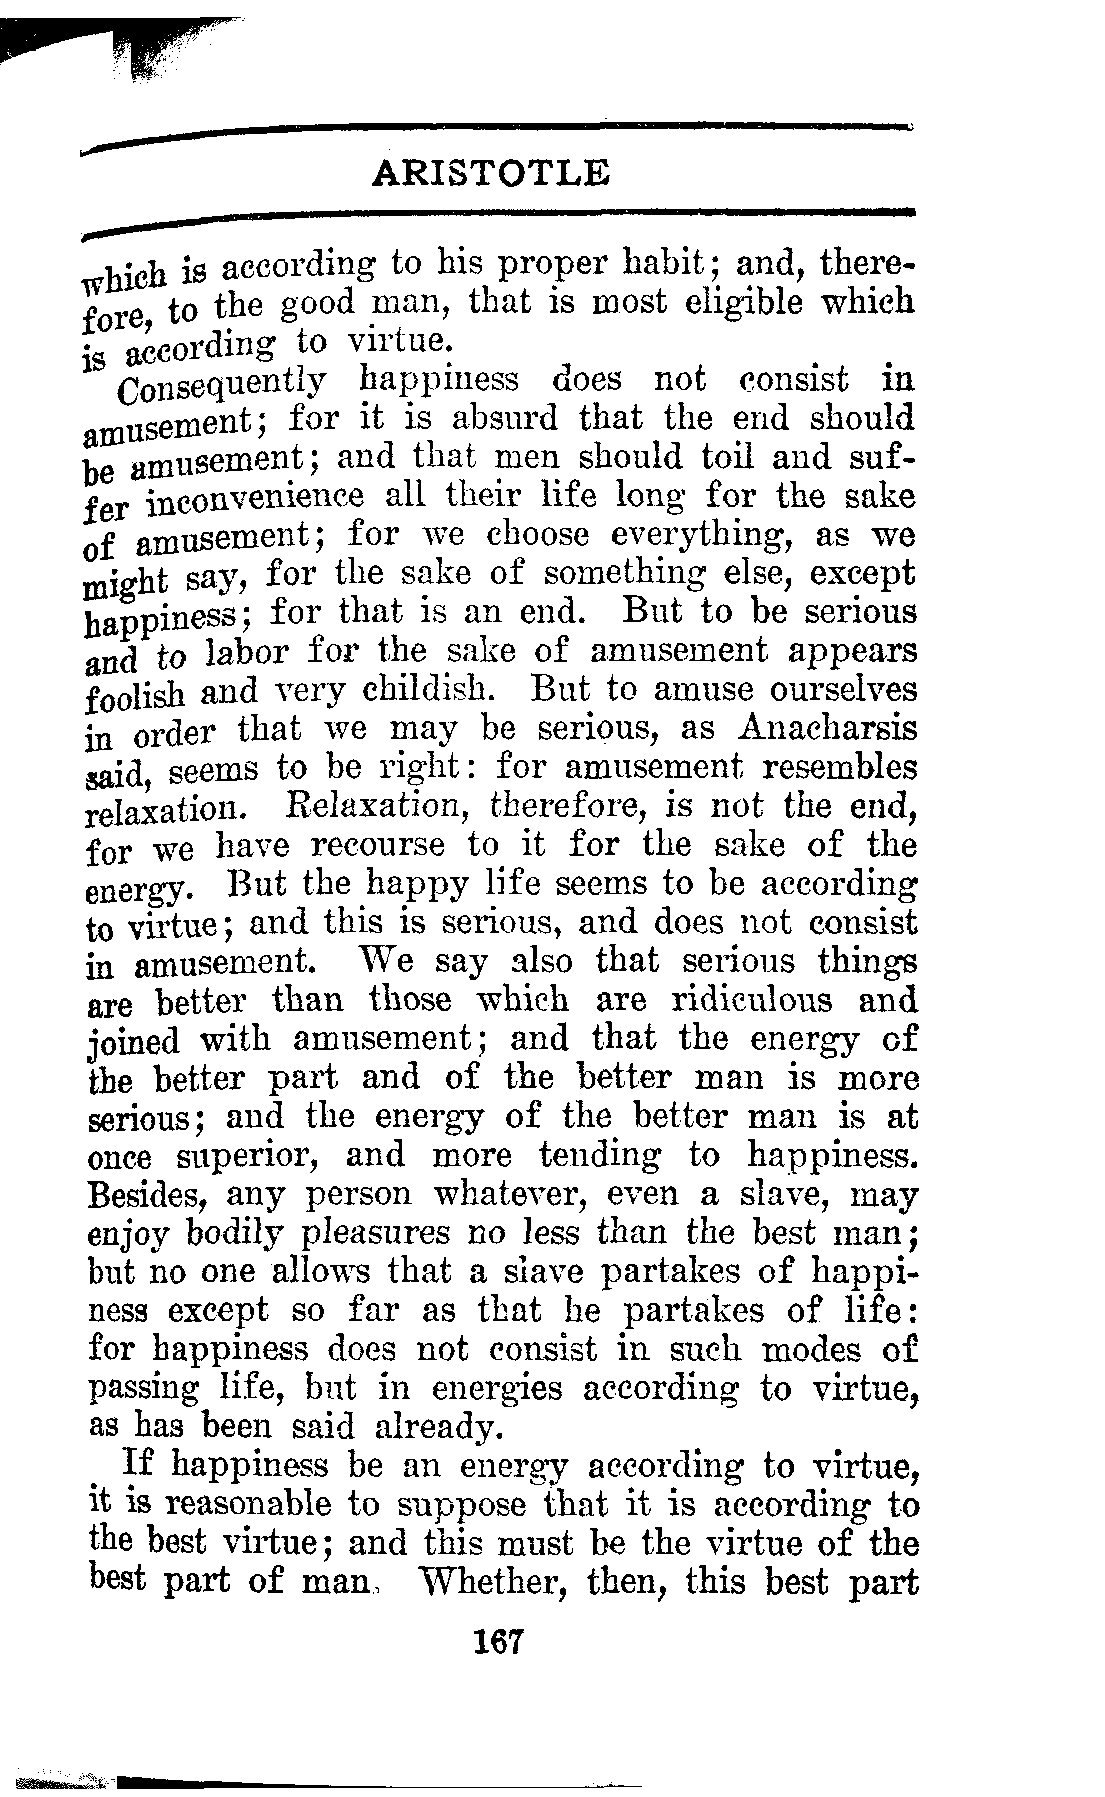 ARISTOTLE
which is according to his proper habit; and, there-
fore, to the good man, that is most eligible which
is according to virtue.
Consequently happiness does not consist in
amusement; for it is absurd that the end should
be amusement; and that men should toil and suf-
fer inconvenience all their life long for the sake
of amusement; for we choose everything, as we
might say, for the sake of something else, except
happiness; for that is an end. But to be serious
and to labor for the sake of amusement appears
foolish and very childish. But to amuse ourselves
in order that we may be serious, as Anacharsis
said, seems to be right: for amusement resembles
relaxation. Relaxation, therefore, is not the end,
for we have recourse to it for the sake of the
energy. But the happy life seems to be according
to virtue; and this is serious, and does not consist
in amusement. We say also that serious things
are better than those which are ridiculous and
joined with amusement; and that the energy of
the better part and of the better man is more
serious; and the energy of the better man is at
once superior, and more tending to happiness.
Besides, any person whatever, even a slave, may
enjoy bodily pleasures no less than the best man;
but no one allows that a slave partakes of happi-
ness except so far as that he partakes of life:
for happiness does not consist in such modes of
passing life, but in energies according to virtue,
as has been said already.
If happiness be an energy according to virtue,
it is reasonable to suppose that it is according to
the best virtue; and this must be the virtue of the
best part of man. Whether, then, this best part
167